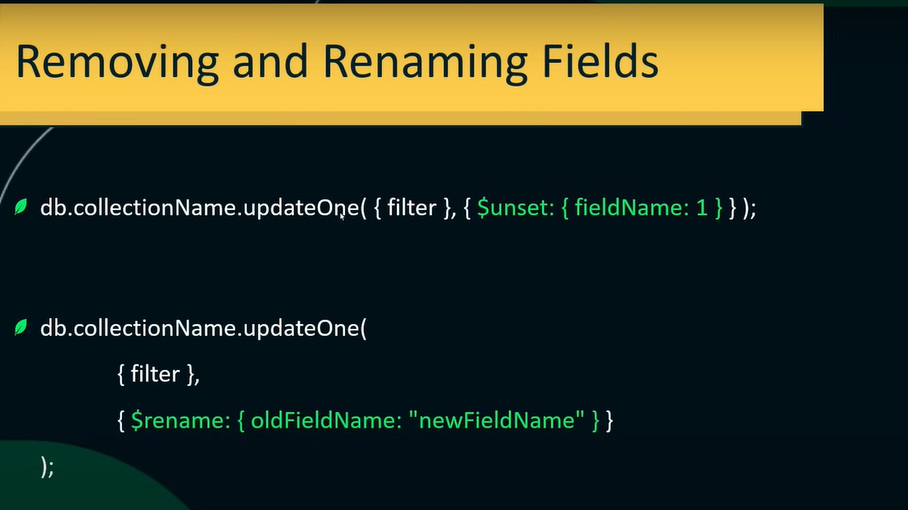 Removing and Renaming Fields
db.collectionName.updateOne( { filter }, { $unset: { fieldName: 1 } } );
db.collectionName.updateOne(
{ filter },
{ $rename: { oldFieldName: "newFieldName" } }
);